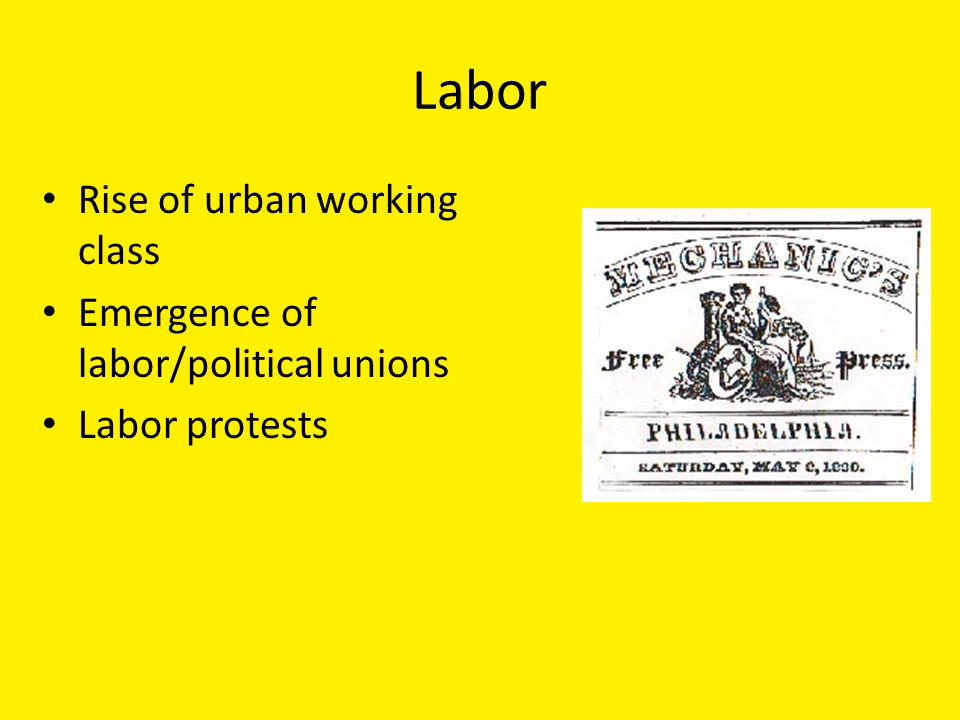 Labor
• Rise of urban working
class
• Emergence of
labor/political unions
• Labor protests
MECHANIC'S
Free Press.
PHILADELPHIA.
SATURDAY, MAY